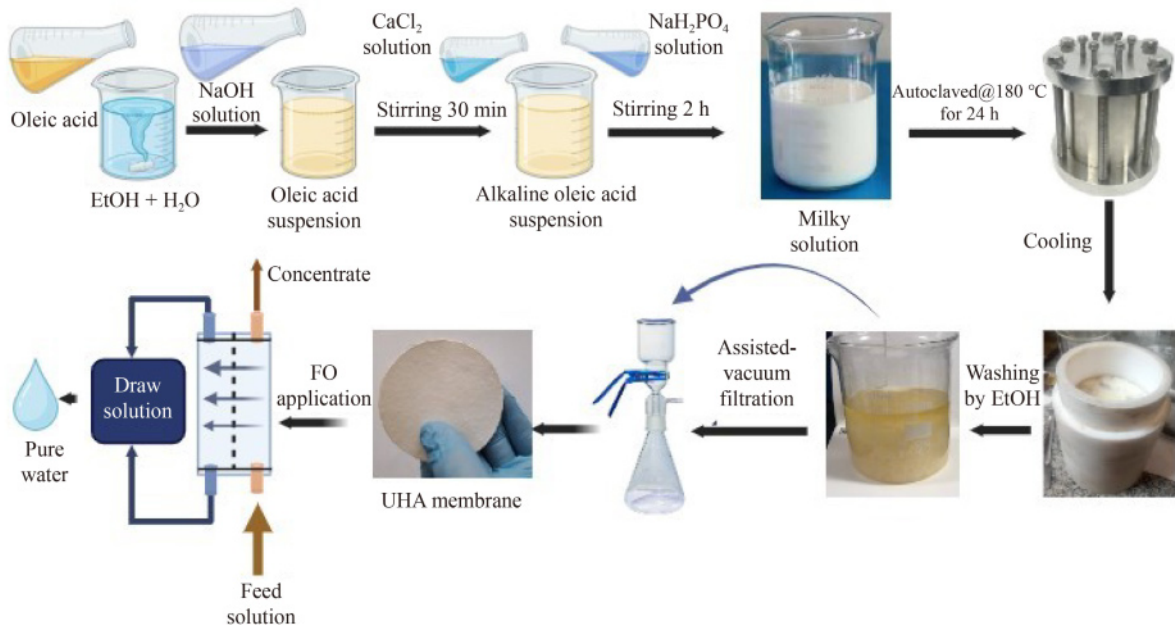 Oleic acid
EtOH + H₂O
NaOH
solution
Oleic acid
suspension
CaCl₂
solution
Stirring 30 min
Alkaline oleic acid
suspension
NaH₂PO₄
solution
Stirring 2 h
Milky
solution
Autoclaved@180 °C
for 24 h
Cooling
Washing
by EtOH
Assisted-
vacuum
filtration
UHA membrane
FO
application
Concentrate
Draw
solution
Pure
water
Feed
solution